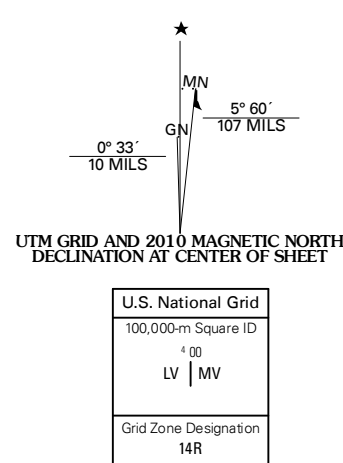 MN
5° 60´
107 MILS
GN
0° 33´
10 MILS
UTM GRID AND 2010 MAGNETIC NORTH
DECLINATION AT CENTER OF SHEET
U.S. National Grid
100,000-m Square ID
4 00
LV MV
Grid Zone Designation
14R